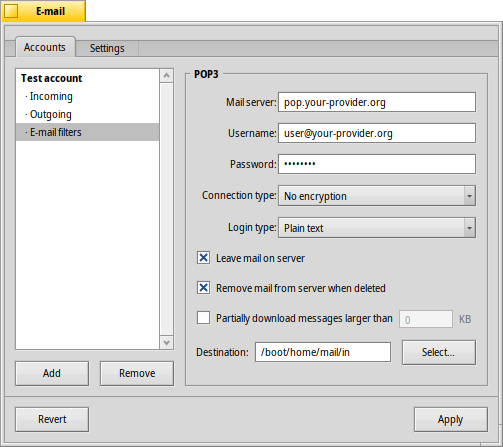 E-mail
Accounts
Settings
Test account
· Incoming
· Outgoing
· E-mail filters
POP3
Mail server: pop.your-provider.org
Username: user@your-provider.org
Password: ••••••••
Connection type: No encryption
Login type: Plain text
Leave mail on server
Remove mail from server when deleted
Partially download messages larger than 0 KB
Destination: /boot/home/mail/in Select...
Add Remove
Revert Apply